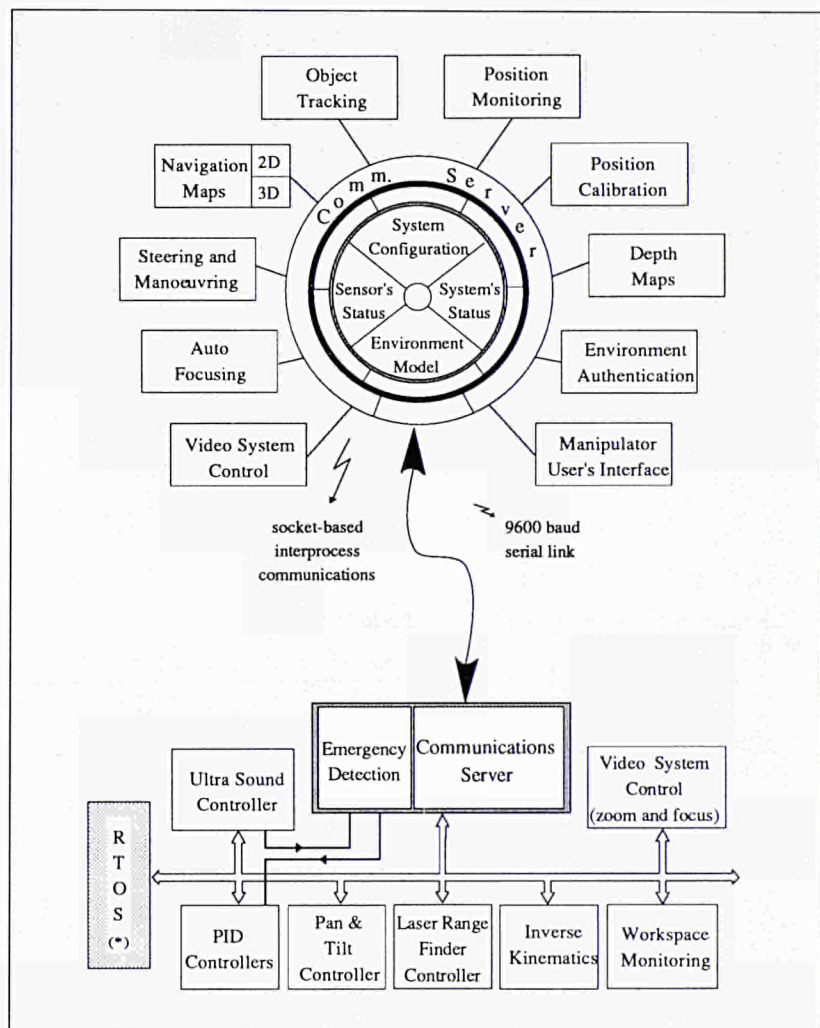 Object
Tracking
Position
Monitoring
Navigation
Maps
2D
3D
Position
Calibration
Comm. Server
System
Configuration
Steering and
Manœuvring
Sensor's
Status
System's
Status
Depth
Maps
Environment
Model
Auto
Focusing
Environment
Authentication
Video System
Control
Manipulator
User's Interface
socket-based
interprocess
communications
9600 baud
serial link
Emergency
Detection
Communications
Server
Ultra Sound
Controller
Video System
Control
(zoom and focus)
R
T
O
S
(*)
PID
Controllers
Pan &
Tilt
Controller
Laser Range
Finder
Controller
Inverse
Kinematics
Workspace
Monitoring